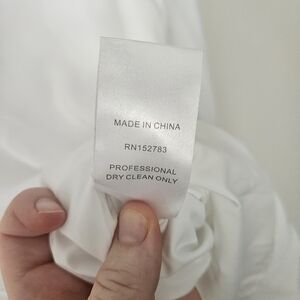 MADE IN CHINA
RN152783
PROFESSIONAL
DRY CLEAN ONLY